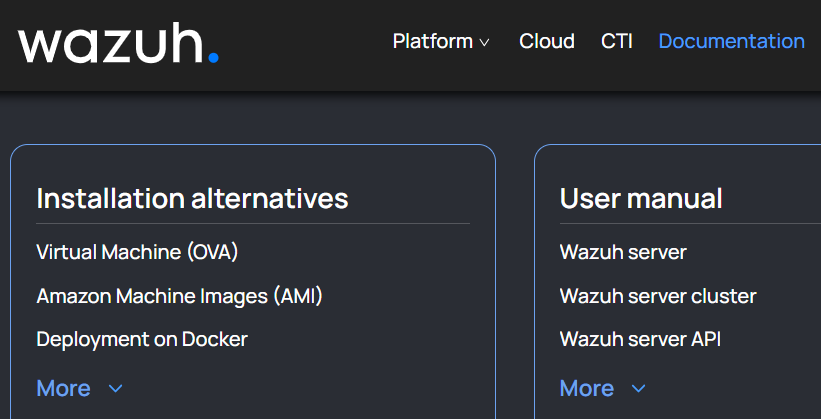 wazuh.
Platform
Cloud
CTI
Documentation
Installation alternatives
Virtual Machine (OVA)
Amazon Machine Images (AMI)
Deployment on Docker
More
User manual
Wazuh server
Wazuh server cluster
Wazuh server API
More